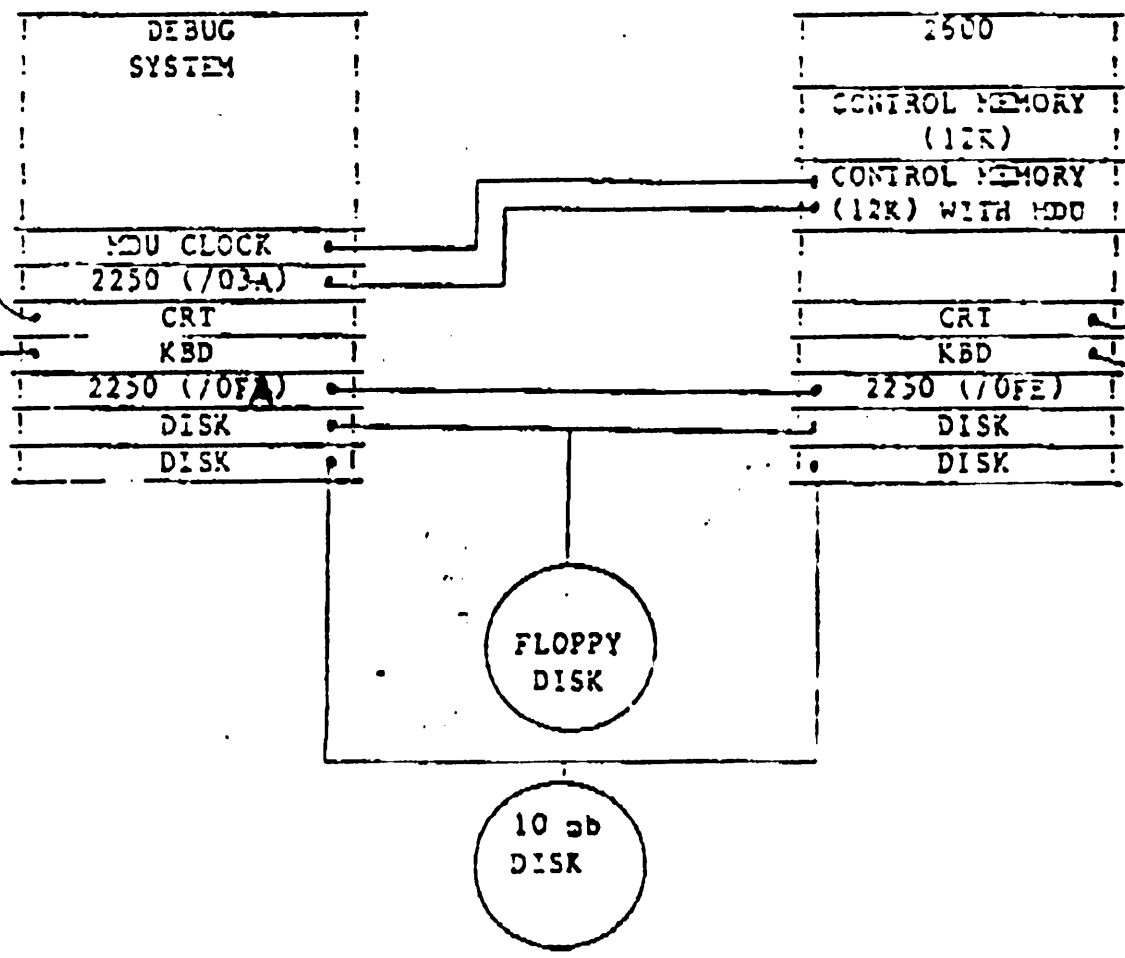 DEBUG
SYSTEM
MDU CLOCK
2250 (/03A)
CRT
KBD
2250 (/0FA)
DISK
DISK
2600
CONTROL MEMORY
(12K)
CONTROL MEMORY
(12K) WITH MDU
CRT
KBD
2250 (/0FE)
DISK
DISK
FLOPPY
DISK
10 mb
DISK